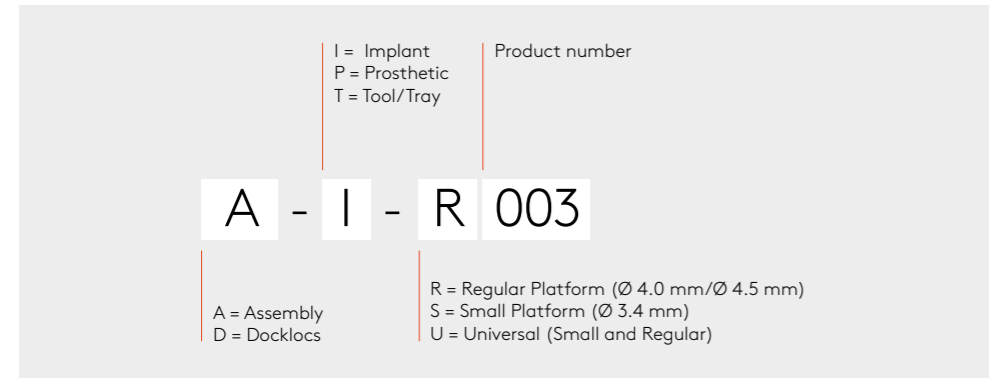 I = Implant
P = Prosthetic
T = Tool/Tray
Product number
A - I - R 003
A = Assembly
D = Docklocs
R = Regular Platform (Ø 4.0 mm/Ø 4.5 mm)
S = Small Platform (Ø 3.4 mm)
U = Universal (Small and Regular)